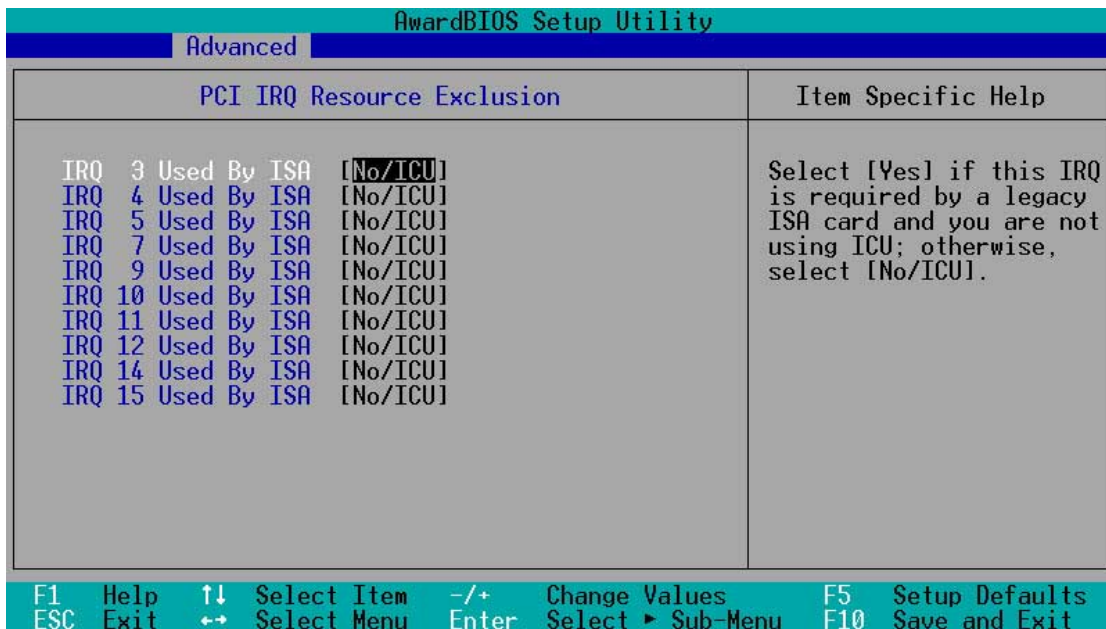 AwardBIOS Setup Utility
Advanced
PCI IRQ Resource Exclusion
IRQ 3 Used By ISA [No/ICU]
IRQ 4 Used By ISA [No/ICU]
IRQ 5 Used By ISA [No/ICU]
IRQ 7 Used By ISA [No/ICU]
IRQ 9 Used By ISA [No/ICU]
IRQ 10 Used By ISA [No/ICU]
IRQ 11 Used By ISA [No/ICU]
IRQ 12 Used By ISA [No/ICU]
IRQ 14 Used By ISA [No/ICU]
IRQ 15 Used By ISA [No/ICU]
Item Specific Help
Select [Yes] if this IRQ
is required by a legacy
ISA card and you are not
using ICU; otherwise,
select [No/ICU].
F1 Help ↑↓ Select Item -/+ Change Values F5 Setup Defaults
ESC Exit ←→ Select Menu Enter Select ► Sub-Menu F10 Save and Exit